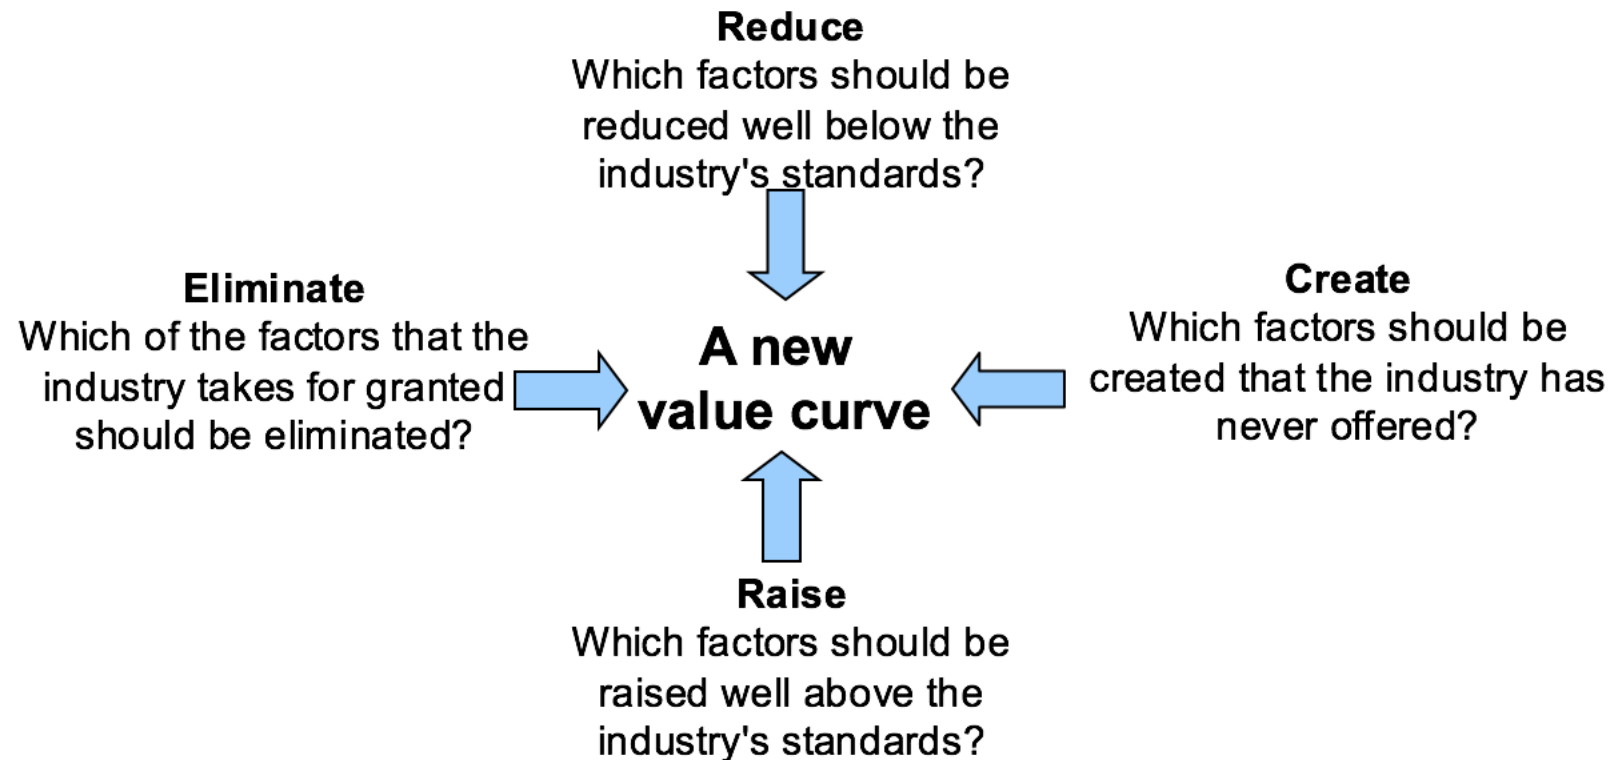 Reduce
Which factors should be
reduced well below the
industry's standards?
Eliminate
Which of the factors that the
industry takes for granted
should be eliminated?
A new
value curve
Create
Which factors should be
created that the industry has
never offered?
Raise
Which factors should be
raised well above the
industry's standards?